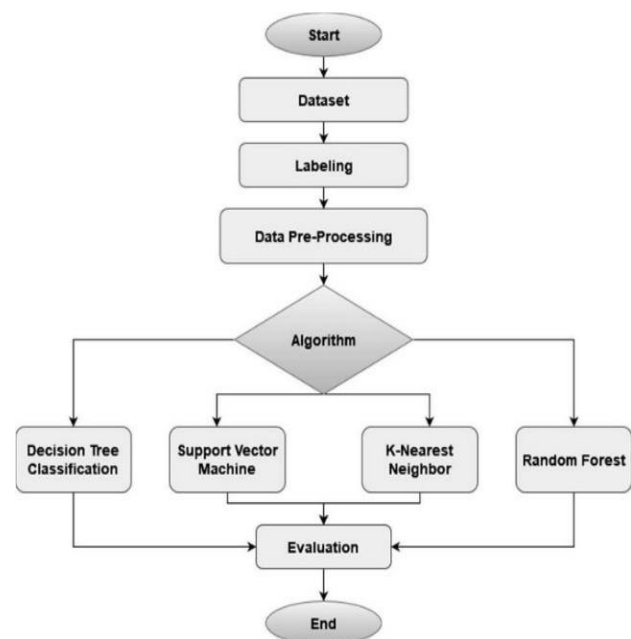 Start
Dataset
Labeling
Data Pre-Processing
Algorithm
Decision Tree
Classification
Support Vector
Machine
K-Nearest
Neighbor
Random Forest
Evaluation
End